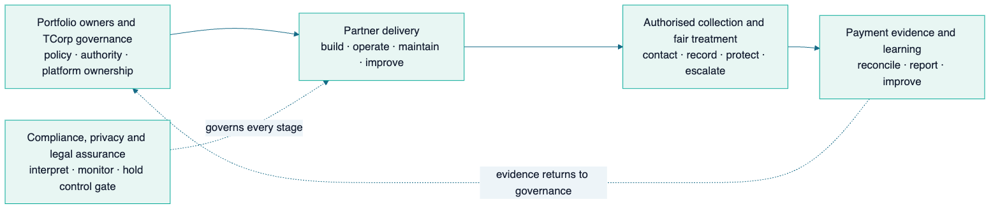 Portfolio owners and
TCorp governance
policy · authority ·
platform ownership
Partner delivery
build · operate · maintain
· improve
Authorised collection and
fair treatment
contact · record · protect ·
escalate
Payment evidence and
learning
reconcile · report ·
improve
governs every stage
Compliance, privacy and
legal assurance
interpret · monitor · hold
control gate
evidence returns to
governance